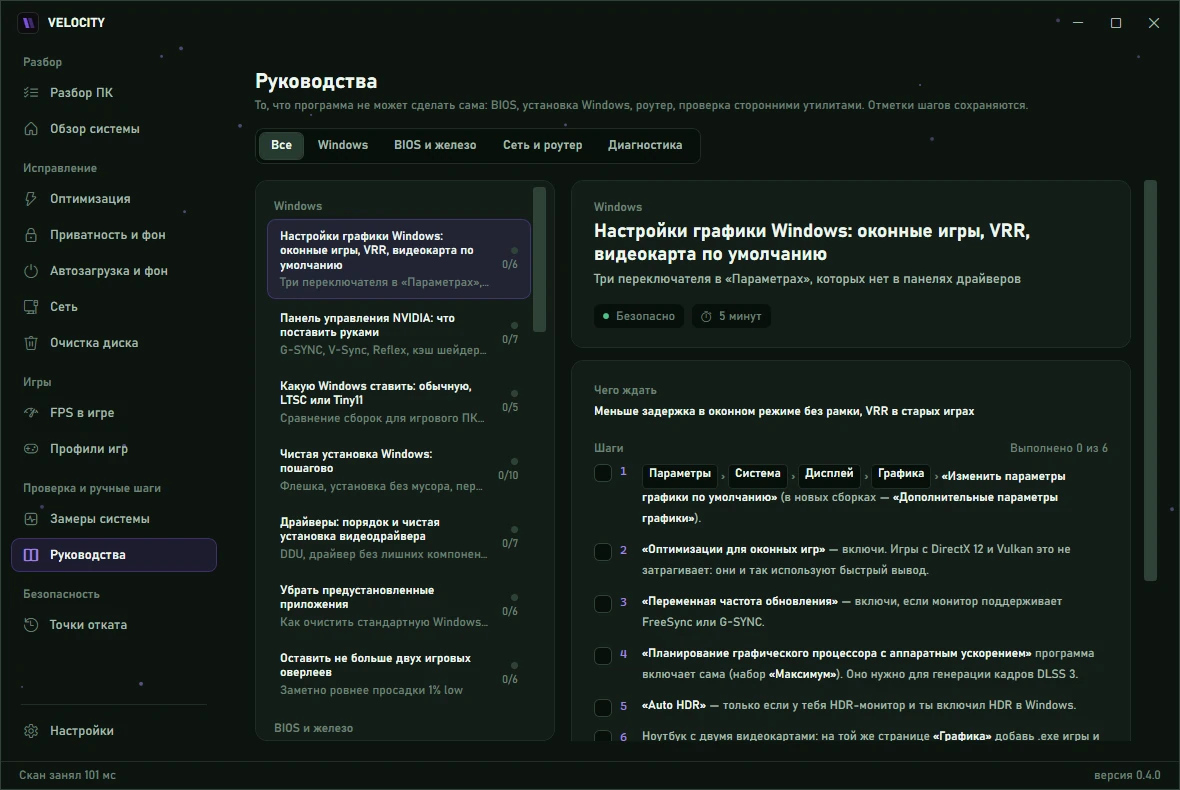 VELOCITY
Разбор
Разбор ПК
Обзор системы
Исправление
Оптимизация
Приватность и фон
Автозагрузка и фон
Сеть
Очистка диска
Игры
FPS в игре
Профили игр
Проверка и ручные шаги
Замеры системы
Руководства
Безопасность
Точки отката
Настройки
Руководства
То, что программа не может сделать сама: BIOS, установка Windows, роутер, проверка сторонними утилитами. Отметки шагов сохраняются.
Все Windows BIOS и железо Сеть и роутер Диагностика
Windows
Настройки графики Windows:
оконные игры, VRR, видеокарта по
умолчанию
0/6
Три переключателя в «Параметрах»,...
Панель управления NVIDIA: что
поставить руками
0/7
G-SYNC, V-Sync, Reflex, кэш шейдер...
Какую Windows ставить: обычную,
LTSC или Tiny11
0/5
Сравнение сборок для игрового ПК...
Чистая установка Windows:
пошагово
0/10
Флешка, установка без мусора, пер...
Драйверы: порядок и чистая
установка видеодрайвера
0/7
DDU, драйвер без лишних компонен...
Убрать предустановленные
приложения
0/6
Как очистить стандартную Windows...
Оставить не больше двух игровых
оверлеев
0/6
Заметно ровнее просадки 1% low
BIOS и железо
Windows
Настройки графики Windows: оконные игры, VRR,
видеокарта по умолчанию
Три переключателя в «Параметрах», которых нет в панелях драйверов
Безопасно 5 минут
Чего ждать
Меньше задержка в оконном режиме без рамки, VRR в старых играх
Шаги Выполнено 0 из 6
1 Параметры › Система › Дисплей › Графика › «Изменить параметры
графики по умолчанию» (в новых сборках — «Дополнительные параметры
графики»).
2 «Оптимизации для оконных игр» — включи. Игры с DirectX 12 и Vulkan это не
затрагивает: они и так используют быстрый вывод.
3 «Переменная частота обновления» — включи, если монитор поддерживает
FreeSync или G-SYNC.
4 «Планирование графического процессора с аппаратным ускорением» программа
включает сама (набор «Максимум»). Оно нужно для генерации кадров DLSS 3.
5 «Auto HDR» — только если у тебя HDR-монитор и ты включил HDR в Windows.
6 Ноутбук с двумя видеокартами: на той же странице «Графика» добавь .exe игры и
Скан занял 101 мс
версия 0.4.0